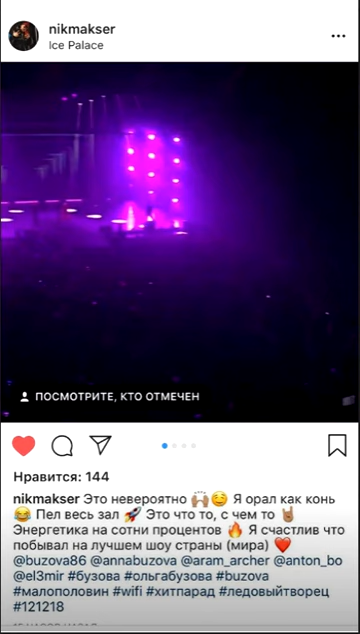 nikmakser
Ice Palace
ПОСМОТРИТЕ, КТО ОТМЕЧЕН
Нравится: 144
nikmakser Это невероятно 🙌🏽😌 Я орал как конь
😂 Пел весь зал 🚀 Это что то, с чем то 🤘🏽
Энергетика на сотни процентов 🔥 Я счастлив что
побывал на лучшем шоу страны (мира) ❤️
@buzova86 @annabuzova @aram_archer @anton_bo
@el3mir #бузова #ольгабузова #buzova
#малополовин #wifi #хитпарад #ледовыйтворец
#121218